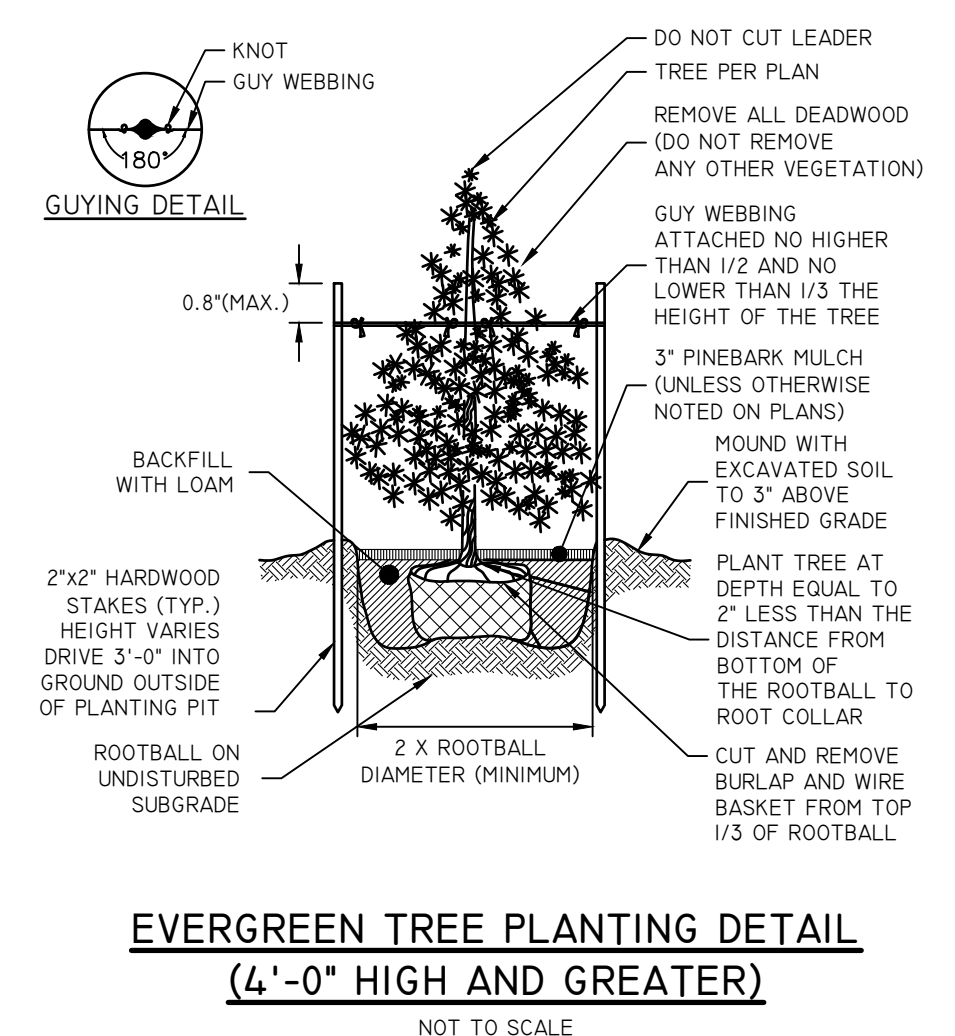 KNOT
GUY WEBBING
180°
GUYING DETAIL
DO NOT CUT LEADER
TREE PER PLAN
REMOVE ALL DEADWOOD
(DO NOT REMOVE
ANY OTHER VEGETATION)
GUY WEBBING
ATTACHED NO HIGHER
THAN 1/2 AND NO
LOWER THAN 1/3 THE
HEIGHT OF THE TREE
0.8"(MAX.)
3" PINEBARK MULCH
(UNLESS OTHERWISE
NOTED ON PLANS)
MOUND WITH
EXCAVATED SOIL
TO 3" ABOVE
FINISHED GRADE
BACKFILL
WITH LOAM
2"x2" HARDWOOD
STAKES (TYP.)
HEIGHT VARIES
DRIVE 3'-0" INTO
GROUND OUTSIDE
OF PLANTING PIT
PLANT TREE AT
DEPTH EQUAL TO
2" LESS THAN THE
DISTANCE FROM
BOTTOM OF
THE ROOTBALL TO
ROOT COLLAR
ROOTBALL ON
UNDISTURBED
SUBGRADE
2 X ROOTBALL
DIAMETER (MINIMUM)
CUT AND REMOVE
BURLAP AND WIRE
BASKET FROM TOP
1/3 OF ROOTBALL
EVERGREEN TREE PLANTING DETAIL
(4'-0" HIGH AND GREATER)
NOT TO SCALE